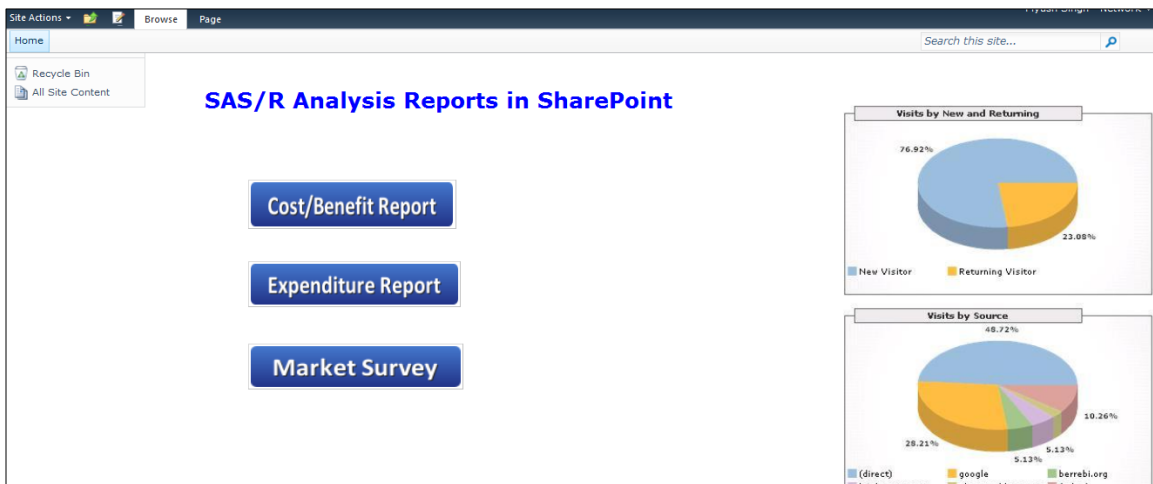 Site Actions
Browse
Page
Home
Search this site...
Recycle Bin
All Site Content
SAS/R Analysis Reports in SharePoint
Cost/Benefit Report
Expenditure Report
Market Survey
Visits by New and Returning
76.92%
23.08%
New Visitor Returning Visitor
Visits by Source
48.72%
10.26%
28.21%
5.13%
5.13%
(direct) google berrebi.org